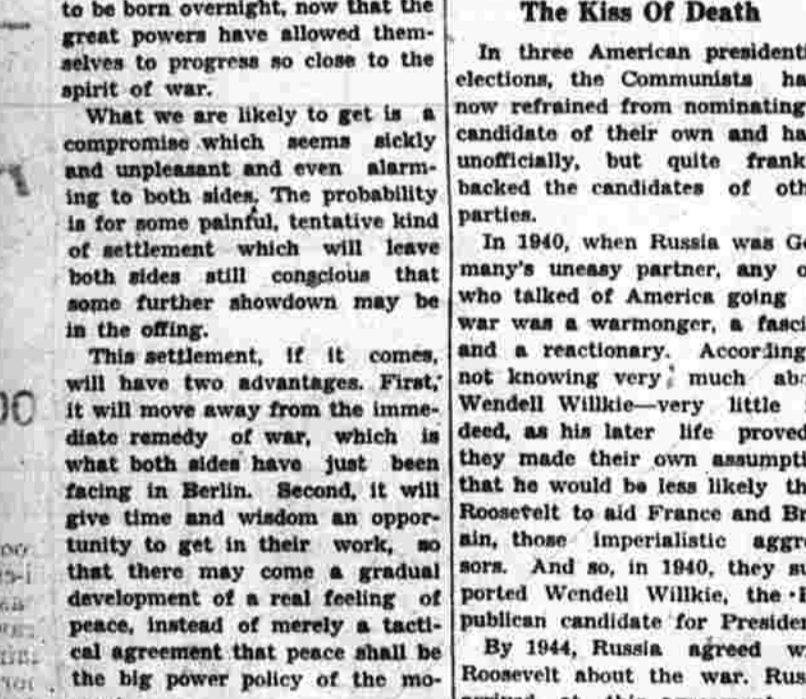 to be born overnight, now that the
great powers have allowed them-
selves to progress so close to the
spirit of war.
What we are likely to get is a
compromise which seems sickly
and unpleasant and even alarm-
ing to both sides. The probability
is for some painful, tentative kind
of settlement which will leave
both sides still conscious that
some further showdown may be
in the offing.
This settlement, if it comes,
will have two advantages. First,
it will move away from the imme-
diate remedy of war, which is
what both sides have just been
facing in Berlin. Second, it will
give time and wisdom an oppor-
tunity to get in their work, so
that there may come a gradual
development of a real feeling of
peace, instead of merely a tacti-
cal agreement that peace shall be
the big power policy of the mo-
The Kiss Of Death
In three American presidenti
elections, the Communists ha
now refrained from nominating
candidate of their own and ha
unofficially, but quite frank
backed the candidates of oth
parties.
In 1940, when Russia was Ge
many's uneasy partner, any o
who talked of America going
war was a warmonger, a fasci
and a reactionary. According
not knowing very much abo
Wendell Willkie—very little
deed, as his later life proved
they made their own assumpti
that he would be less likely th
Roosevelt to aid France and Br
ain, those imperialistic aggre
sors. And so, in 1940, they su
ported Wendell Willkie, the R
publican candidate for Presiden
By 1944, Russia agreed w
Roosevelt about the war. Rus